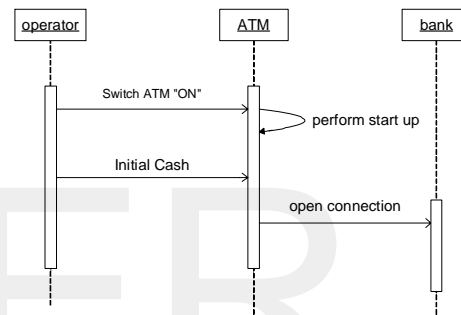 operator
ATM
bank
Switch ATM "ON"
perform start up
Initial Cash
open connection